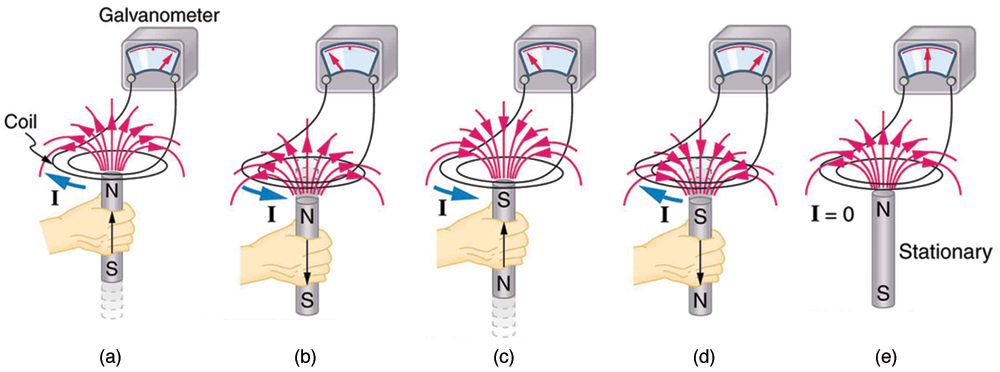 Galvanometer
Coil
I
N
S
(a)
I
N
S
(b)
I
S
N
(c)
I
S
N
(d)
I = 0
N
Stationary
S
(e)